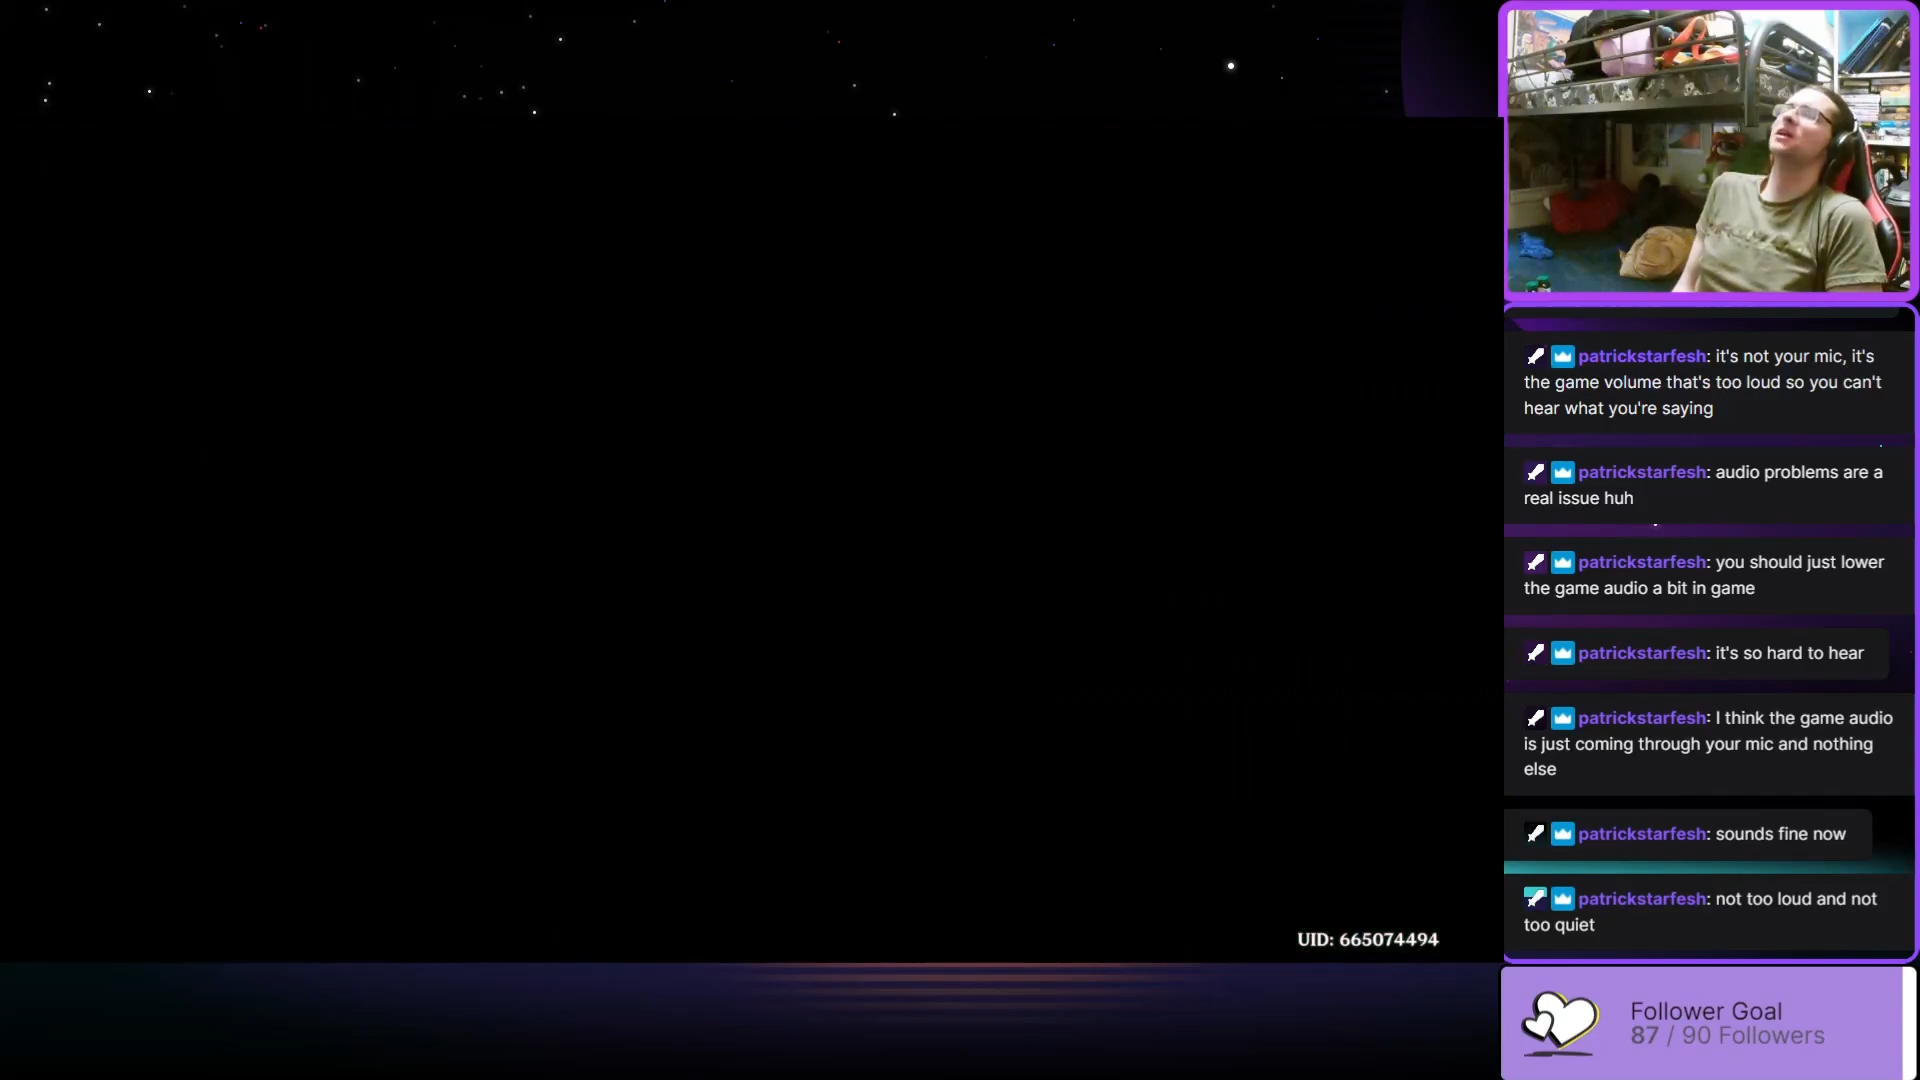 patrickstarfesh: it's not your mic, it's
the game volume that's too loud so you can't
hear what you're saying
patrickstarfesh: audio problems are a
real issue huh
patrickstarfesh: you should just lower
the game audio a bit in game
patrickstarfesh: it's so hard to hear
patrickstarfesh: I think the game audio
is just coming through your mic and nothing
else
patrickstarfesh: sounds fine now
patrickstarfesh: not too loud and not
too quiet
UID: 665074494
Follower Goal
87 / 90 Followers